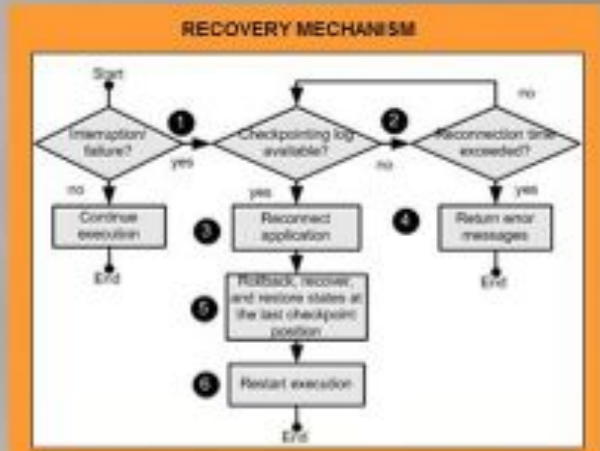 RECOVERY MECHANISM
Start
no
1
2
Interruption/
failure?
Checkpointing log
available?
Reconnection time
exceeded?
yes
no
no
yes
yes
Continue
execution
3
Reconnect
application
4
Return error
messages
End
End
5
Rollback, recover,
and restore states at
the last checkpoint
position
6
Restart execution
End